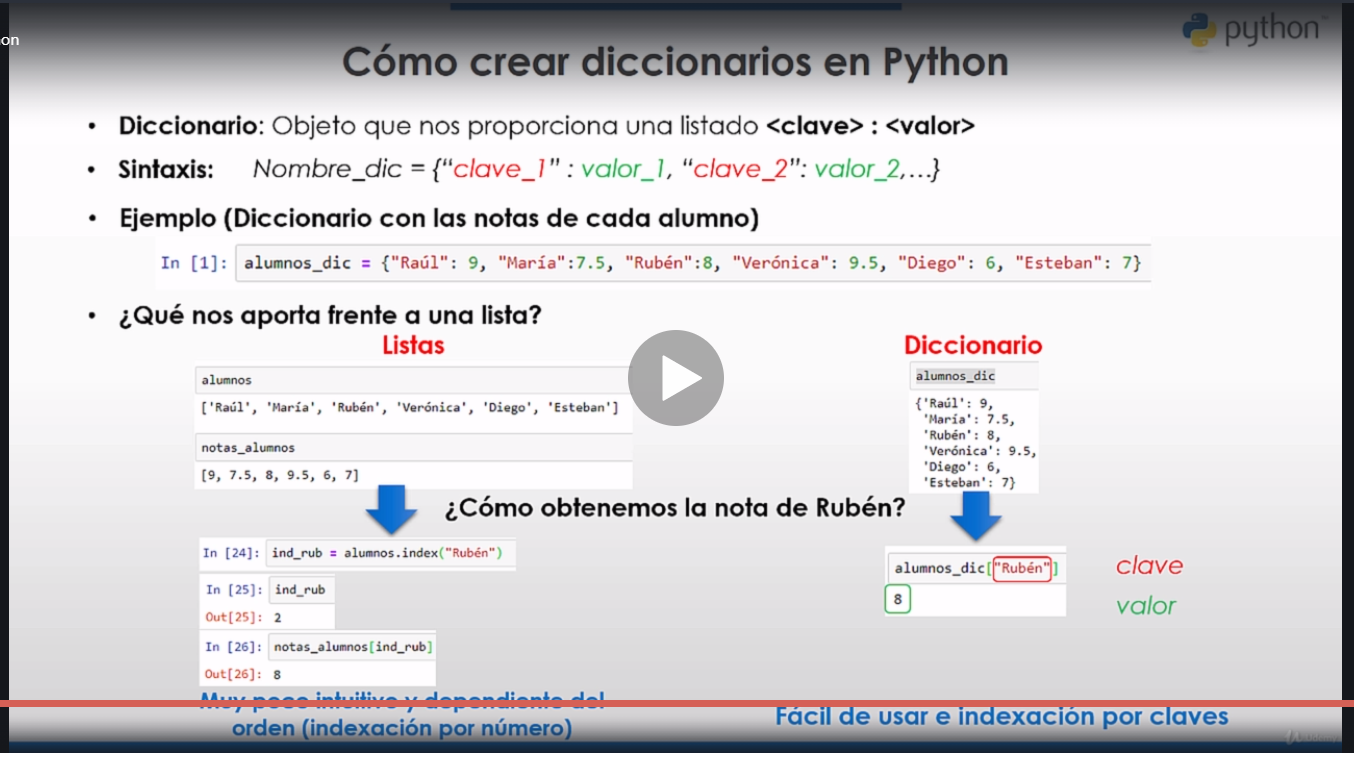 on
python
Cómo crear diccionarios en Python
• Diccionario: Objeto que nos proporciona una listado <clave> : <valor>
• Sintaxis: Nombre_dic = {“clave_1” : valor_1, “clave_2”: valor_2,...}
• Ejemplo (Diccionario con las notas de cada alumno)
In [1]: alumnos_dic = {"Raúl": 9, "María":7.5, "Rubén":8, "Verónica": 9.5, "Diego": 6, "Esteban": 7}
• ¿Qué nos aporta frente a una lista?
Listas
alumnos
['Raúl', 'María', 'Rubén', 'Verónica', 'Diego', 'Esteban']
notas_alumnos
[9, 7.5, 8, 9.5, 6, 7]
Diccionario
alumnos_dic
{'Raúl': 9,
'María': 7.5,
'Rubén': 8,
'Verónica': 9.5,
'Diego': 6,
'Esteban': 7}
¿Cómo obtenemos la nota de Rubén?
In [24]: ind_rub = alumnos.index("Rubén")
In [25]: ind_rub
Out[25]: 2
In [26]: notas_alumnos[ind_rub]
Out[26]: 8
Muy poco intuitivo y dependiente del
orden (indexación por número)
alumnos_dic["Rubén"]
8
clave
valor
Fácil de usar e indexación por claves
Udemy